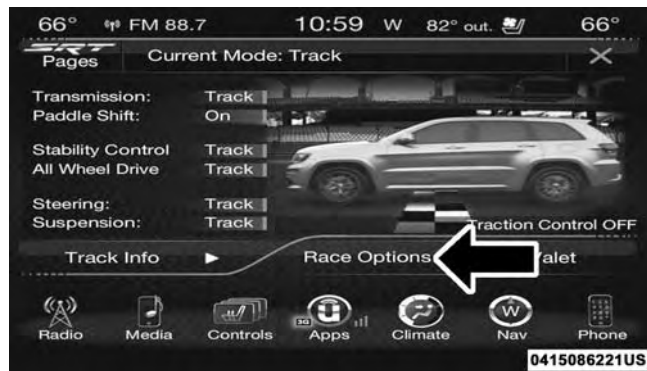 66° FM 88.7 10:59 W 82° out. 66°
SRT
Pages Current Mode: Track
Transmission: Track
Paddle Shift: On
Stability Control Track
All Wheel Drive Track
Steering: Track
Suspension: Track
Traction Control OFF
Track Info Race Options
W
3G
Radio Media Controls Apps Climate Nav Phone
0415086221US